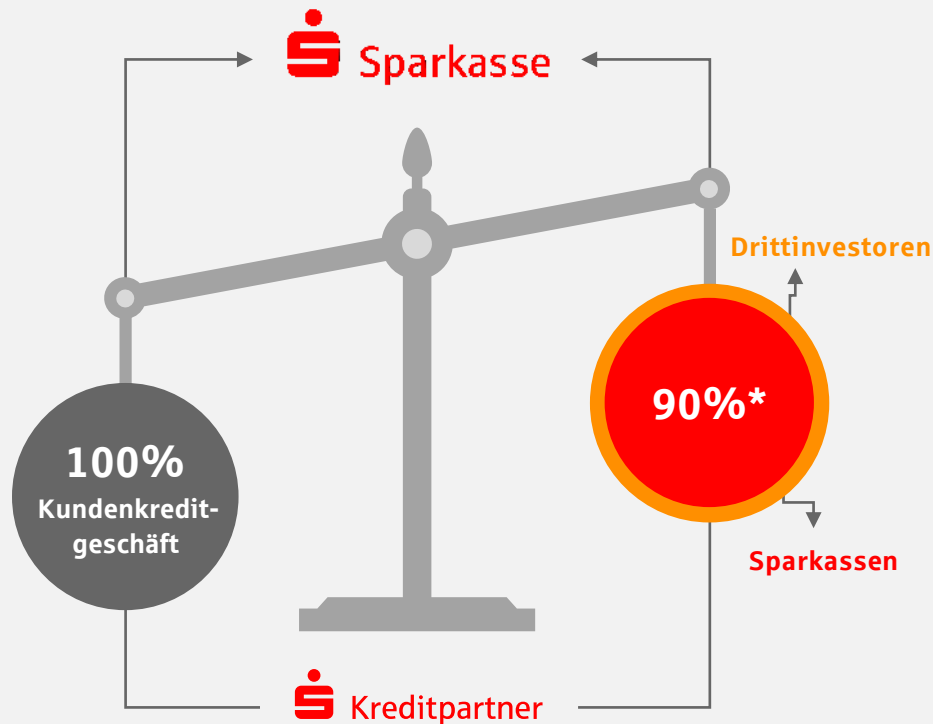 Sparkasse
Drittinvestoren
90%*
100%
Kundenkredit-
geschäft
Sparkassen
Kreditpartner